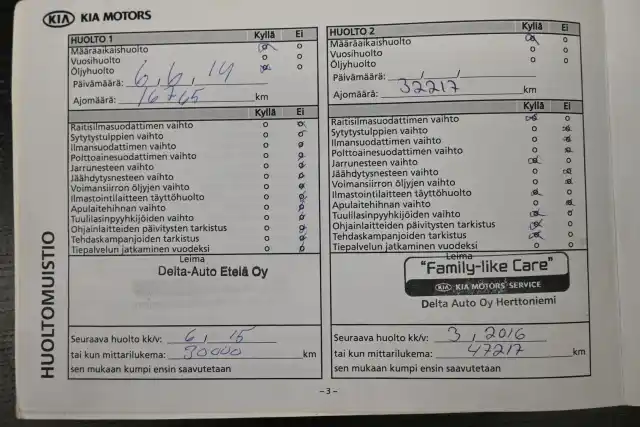 KIA KIA MOTORS
HUOLTO 1 Kyllä Ei
Määräaikaishuolto
Vuosihuolto
Öljyhuolto
Päivämäärä: 6, 6, 14
Ajomäärä: 16765 km
Kyllä Ei
Raitisilmasuodattimen vaihto
Sytytystulppien vaihto
Ilmansuodattimen vaihto
Polttoainesuodattimen vaihto
Jarrunesteen vaihto
Jäähdytysnesteen vaihto
Voimansiirron öljyjen vaihto
Ilmastointilaitteen täyttöhuolto
Apulaitehihnan vaihto
Tuulilasinpyyhkijöiden vaihto
Ohjainlaitteiden päivitysten tarkistus
Tehdaskampanjoiden tarkistus
Tiepalvelun jatkaminen vuodeksi
Leima
Delta-Auto Etelä Oy
Seuraava huolto kk/v: 6, 15
tai kun mittarilukema: 30000 km
sen mukaan kumpi ensin saavutetaan
HUOLTO 2 Kyllä Ei
Määräaikaishuolto
Vuosihuolto
Öljyhuolto
Päivämäärä: / /
Ajomäärä: 32217 km
Kyllä Ei
Raitisilmasuodattimen vaihto
Sytytystulppien vaihto
Ilmansuodattimen vaihto
Polttoainesuodattimen vaihto
Jarrunesteen vaihto
Jäähdytysnesteen vaihto
Voimansiirron öljyjen vaihto
Ilmastointilaitteen täyttöhuolto
Apulaitehihnan vaihto
Tuulilasinpyyhkijöiden vaihto
Ohjainlaitteiden päivitysten tarkistus
Tehdaskampanjoiden tarkistus
Tiepalvelun jatkaminen vuodeksi
Leima
"Family-like Care"
KIA KIA MOTORS SERVICE
Delta Auto Oy Herttoniemi
Seuraava huolto kk/v: 3, 2016
tai kun mittarilukema: 47217 km
sen mukaan kumpi ensin saavutetaan
HUOLTOMUISTIO
- 3 -